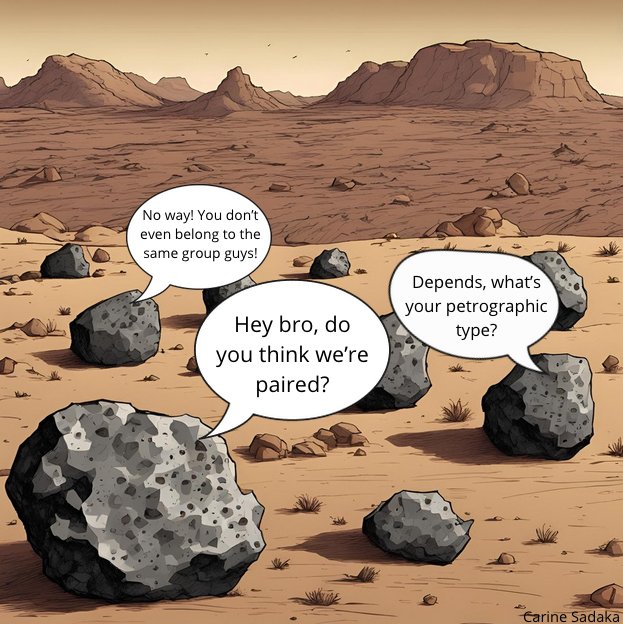 No way! You don't
even belong to the
same group guys!
Hey bro, do
you think we're
paired?
Depends, what's
your petrographic
type?
Carine Sadaka